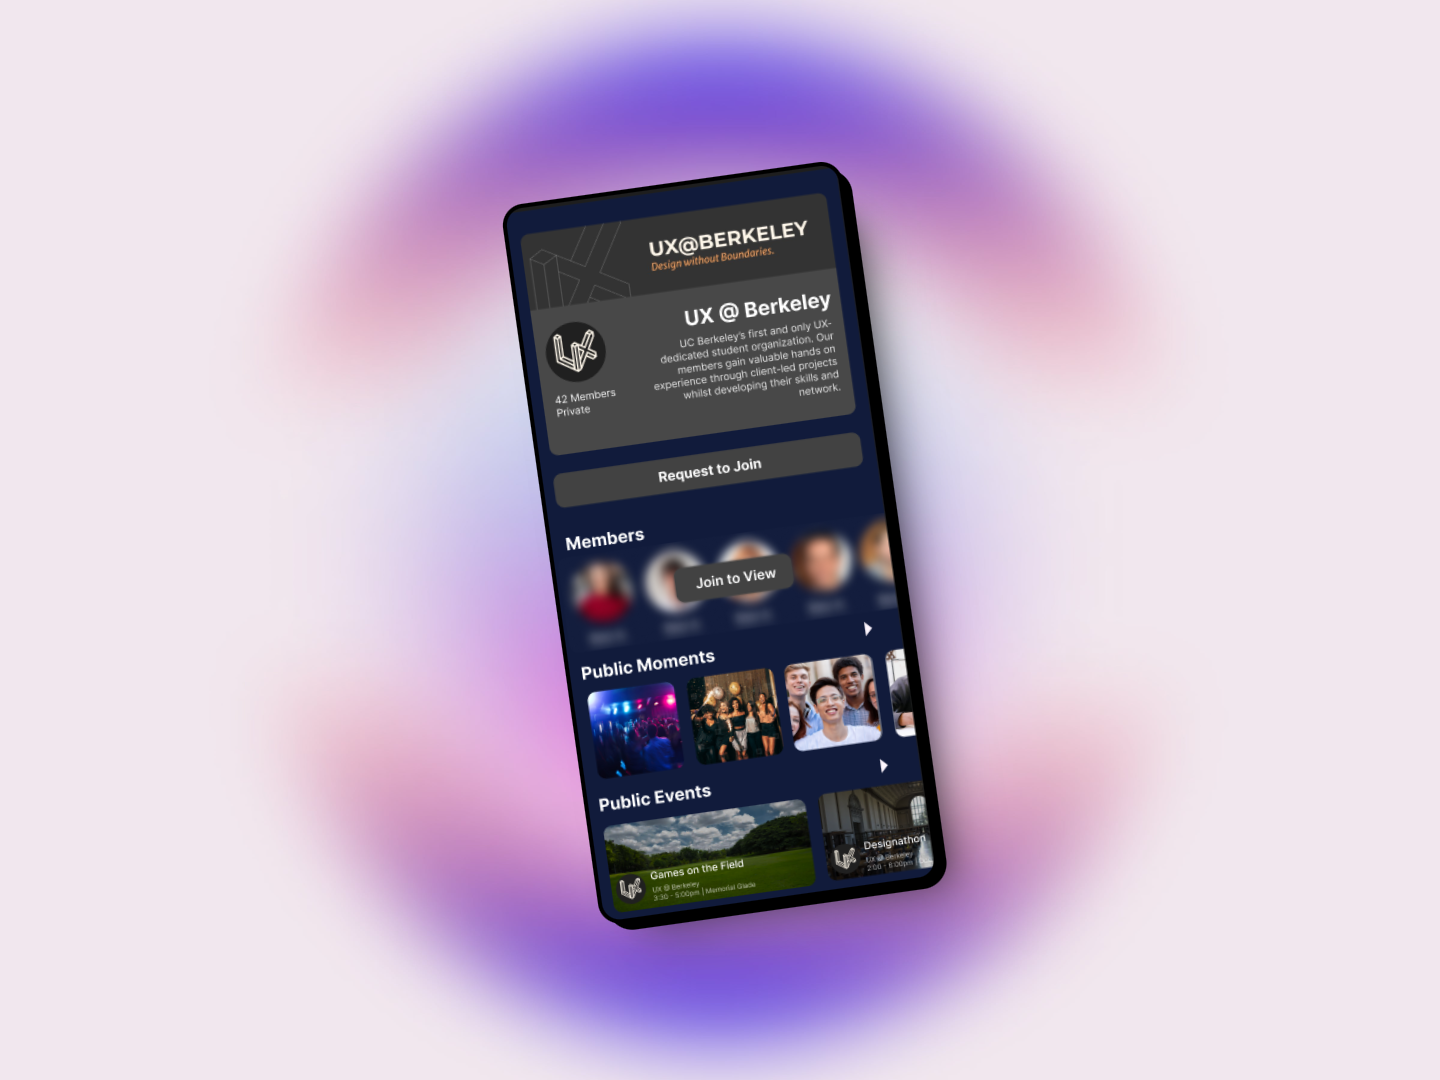 UX@BERKELEY
Design without Boundaries.
UX @ Berkeley
UC Berkeley's first and only UX-
dedicated student organization. Our
members gain valuable hands on
experience through client-led projects
whilst developing their skills and
network.
42 Members
Private
Request to Join
Members
Join to View
Public Moments
Public Events
Games on the Field
UX @ Berkeley
3:30 - 5:00pm | Memorial Glade
Designathon
UX @ Berkeley
2:00 - 6:00pm |